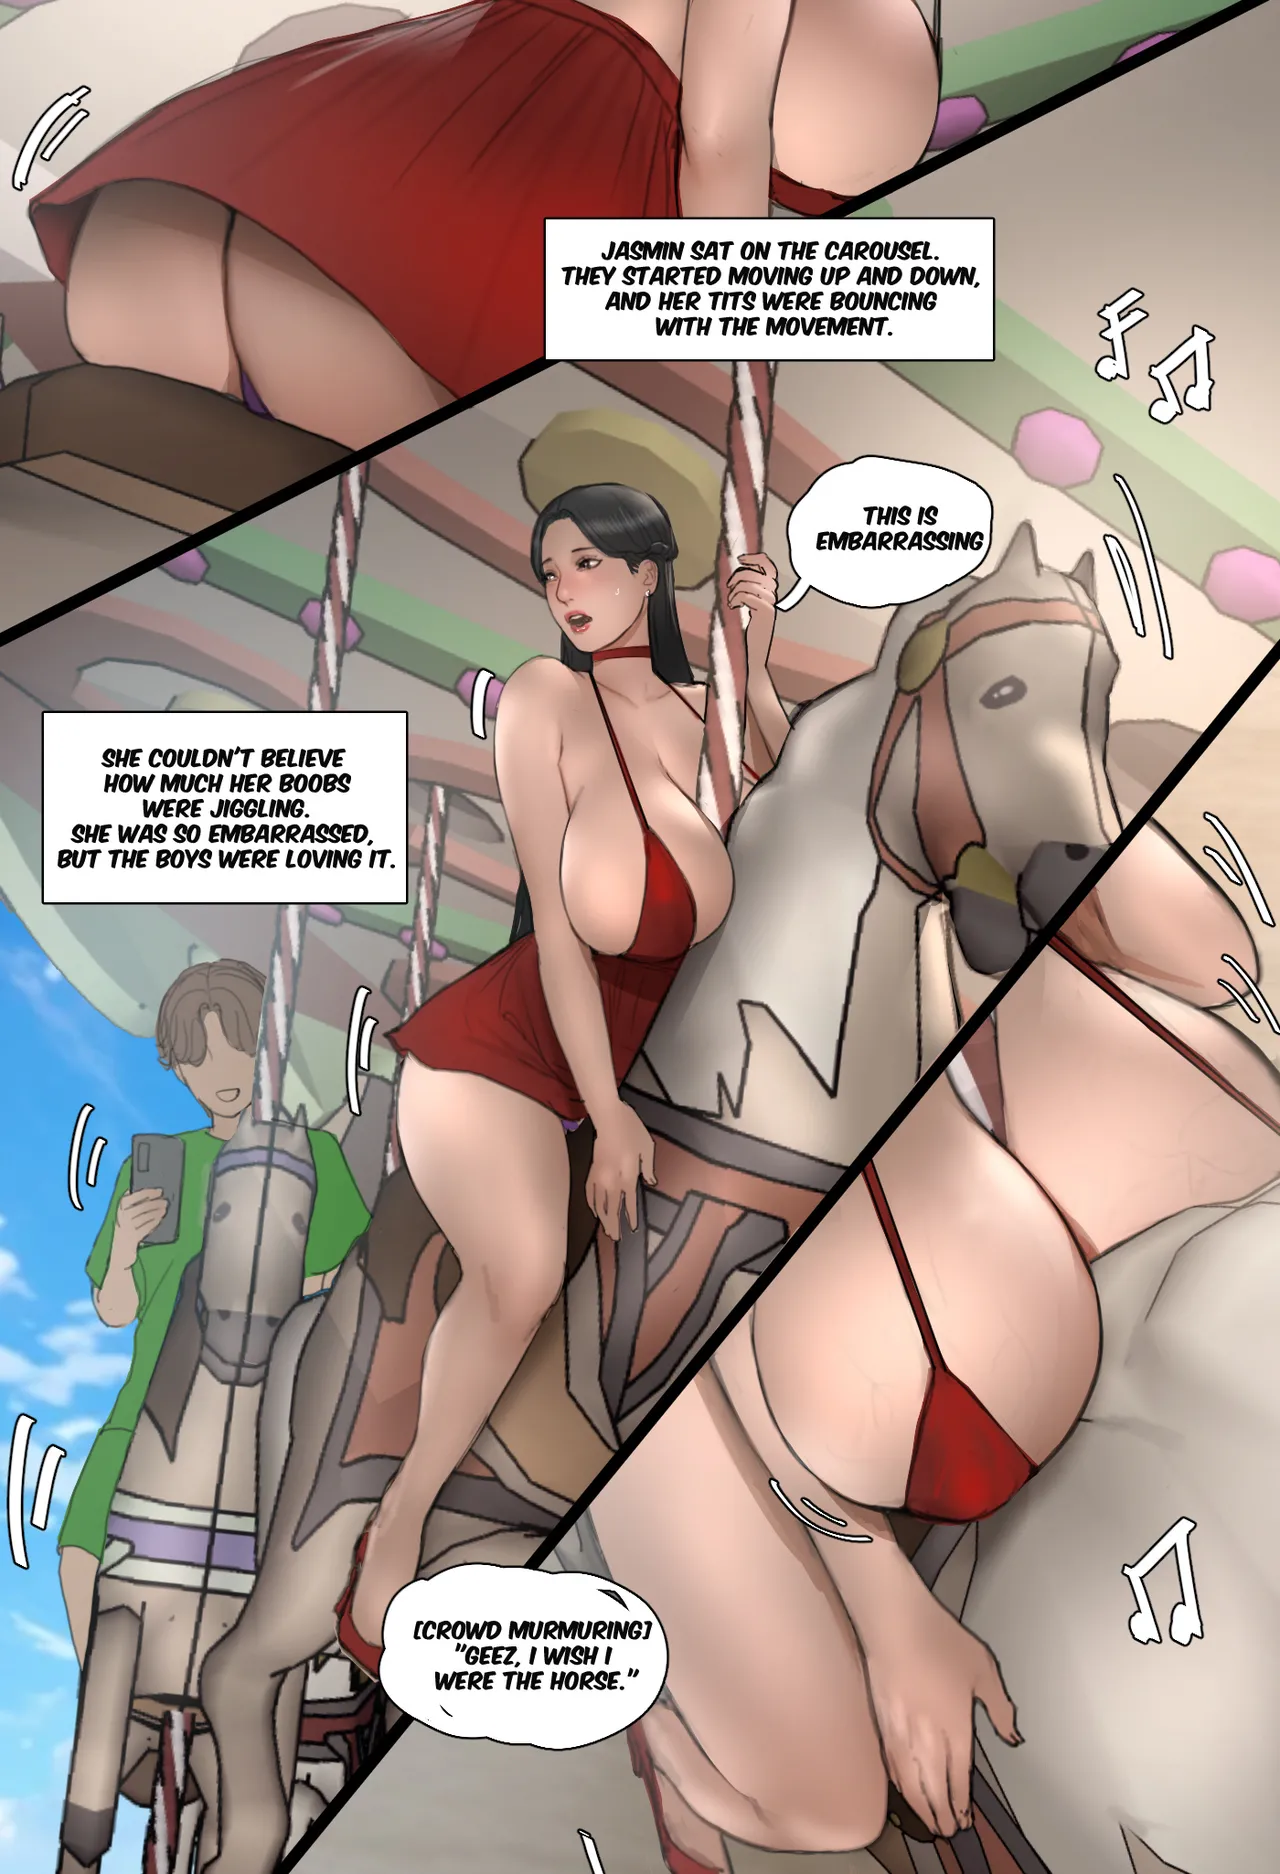 JASMIN SAT ON THE CAROUSEL.
THEY STARTED MOVING UP AND DOWN,
AND HER TITS WERE BOUNCING
WITH THE MOVEMENT.
THIS IS
EMBARRASSING
SHE COULDN'T BELIEVE
HOW MUCH HER BOOBS
WERE JIGGLING.
SHE WAS SO EMBARRASSED,
BUT THE BOYS WERE LOVING IT.
[CROWD MURMURING]
"GEEZ, I WISH I
WERE THE HORSE."